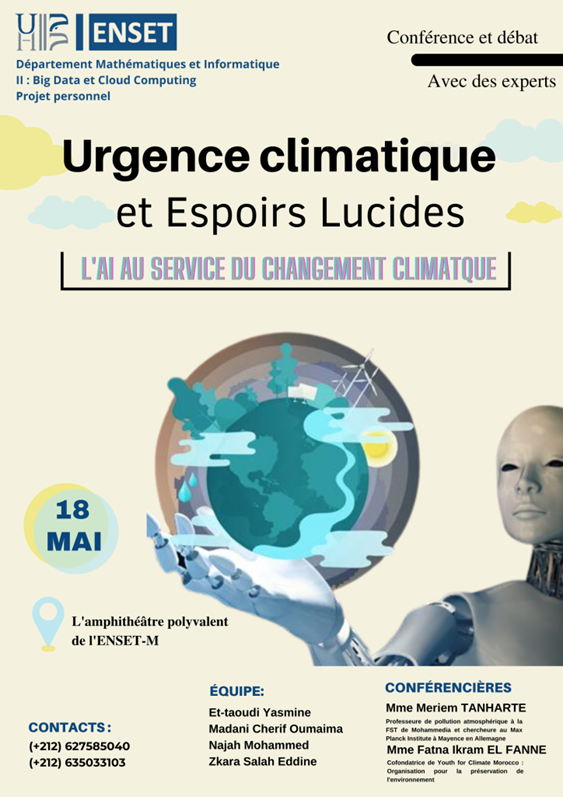 UH2C ENSET
Conférence et débat
Avec des experts
Département Mathématiques et Informatique
II : Big Data et Cloud Computing
Projet personnel
Urgence climatique
et Espoirs Lucides
L'AI AU SERVICE DU CHANGEMENT CLIMATQUE
18
MAI
L'amphithéâtre polyvalent
de l'ENSET-M
CONTACTS :
(+212) 627585040
(+212) 635033103
ÉQUIPE:
Et-taoudi Yasmine
Madani Cherif Oumaima
Najah Mohammed
Zkara Salah Eddine
CONFÉRENCIÈRES
Mme Meriem TANHARTE
Professeure de pollution atmosphérique à la
FST de Mohammedia et chercheure au Max
Planck Institute à Mayence en Allemagne
Mme Fatna Ikram EL FANNE
Cofondatrice de Youth for Climate Morocco :
Organisation pour la préservation de
l'environnement